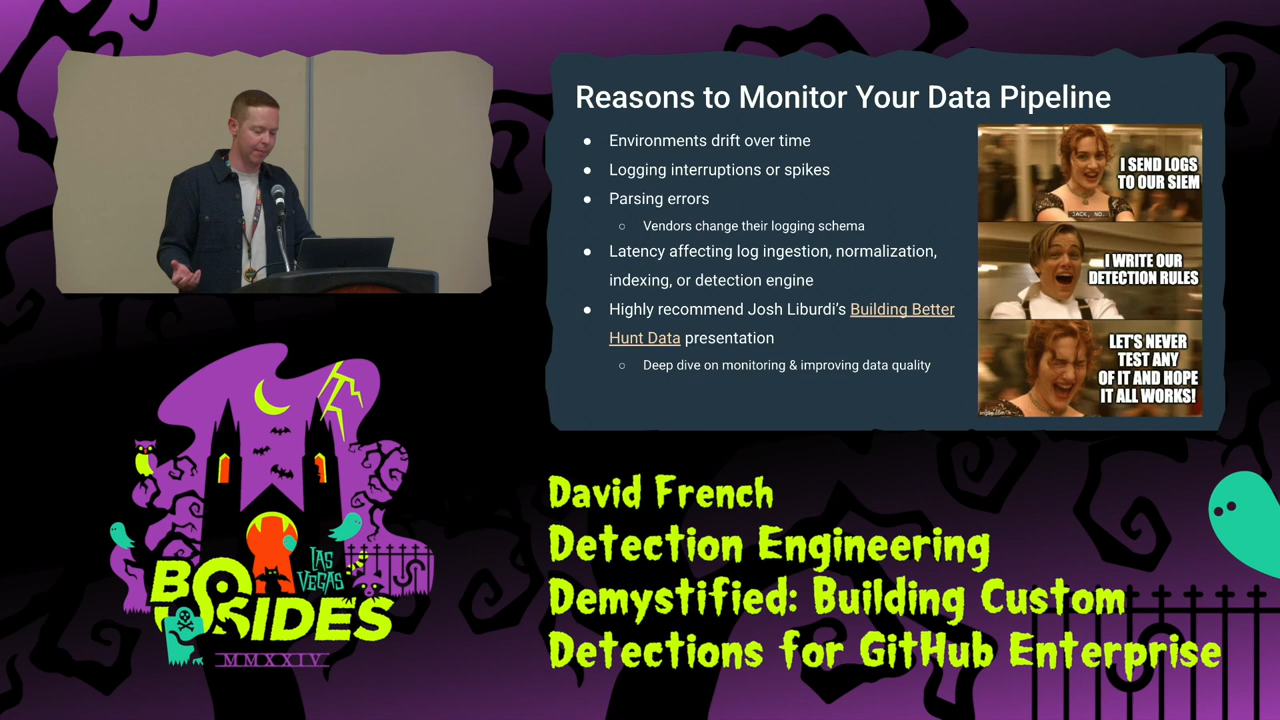 Reasons to Monitor Your Data Pipeline
● Environments drift over time
● Logging interruptions or spikes
● Parsing errors
○ Vendors change their logging schema
● Latency affecting log ingestion, normalization,
indexing, or detection engine
● Highly recommend Josh Liburdi's Building Better
Hunt Data presentation
○ Deep dive on monitoring & improving data quality
I SEND LOGS
TO OUR SIEM
JACK, NO.
I WRITE OUR
DETECTION RULES
LET'S NEVER
TEST ANY
OF IT AND HOPE
IT ALL WORKS!
imgflip.com
LAS
VEGAS
BSIDES
MMXXIV
David French
Detection Engineering
Demystified: Building Custom
Detections for GitHub Enterprise